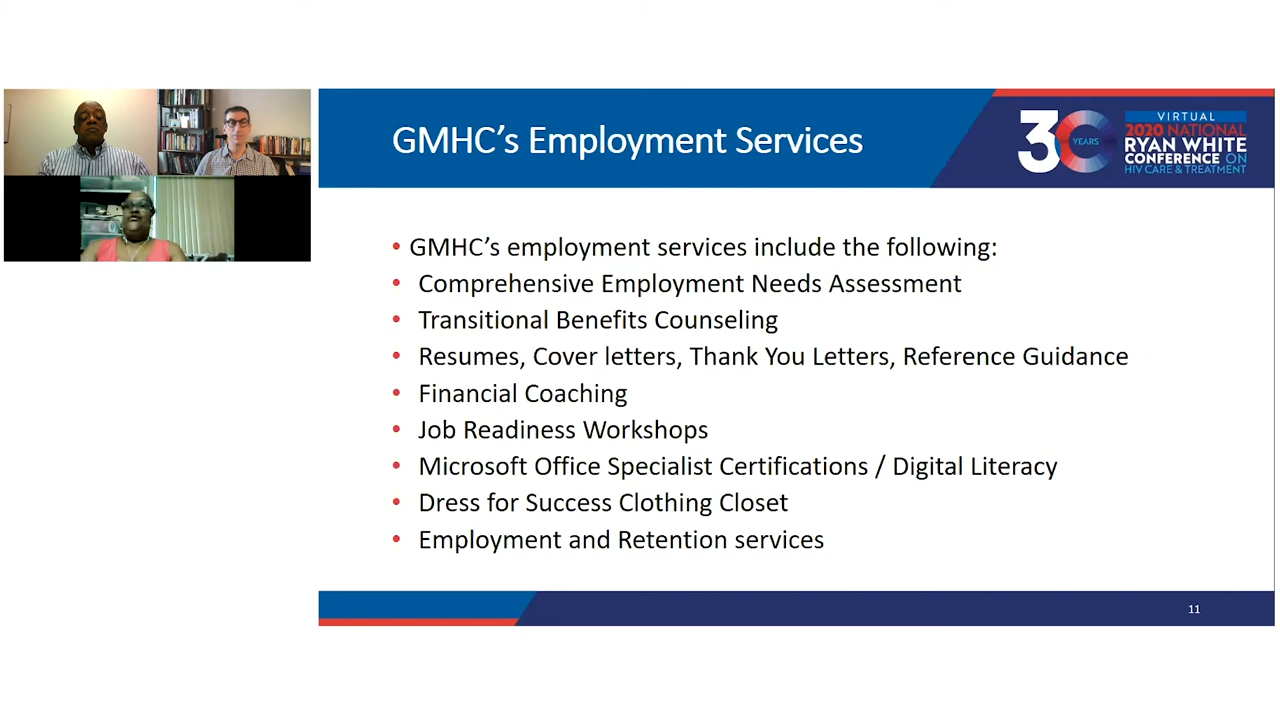 GMHC's Employment Services
30 YEARS
VIRTUAL
2020 NATIONAL
RYAN WHITE
CONFERENCE ON
HIV CARE & TREATMENT
• GMHC's employment services include the following:
• Comprehensive Employment Needs Assessment
• Transitional Benefits Counseling
• Resumes, Cover letters, Thank You Letters, Reference Guidance
• Financial Coaching
• Job Readiness Workshops
• Microsoft Office Specialist Certifications / Digital Literacy
• Dress for Success Clothing Closet
• Employment and Retention services
11